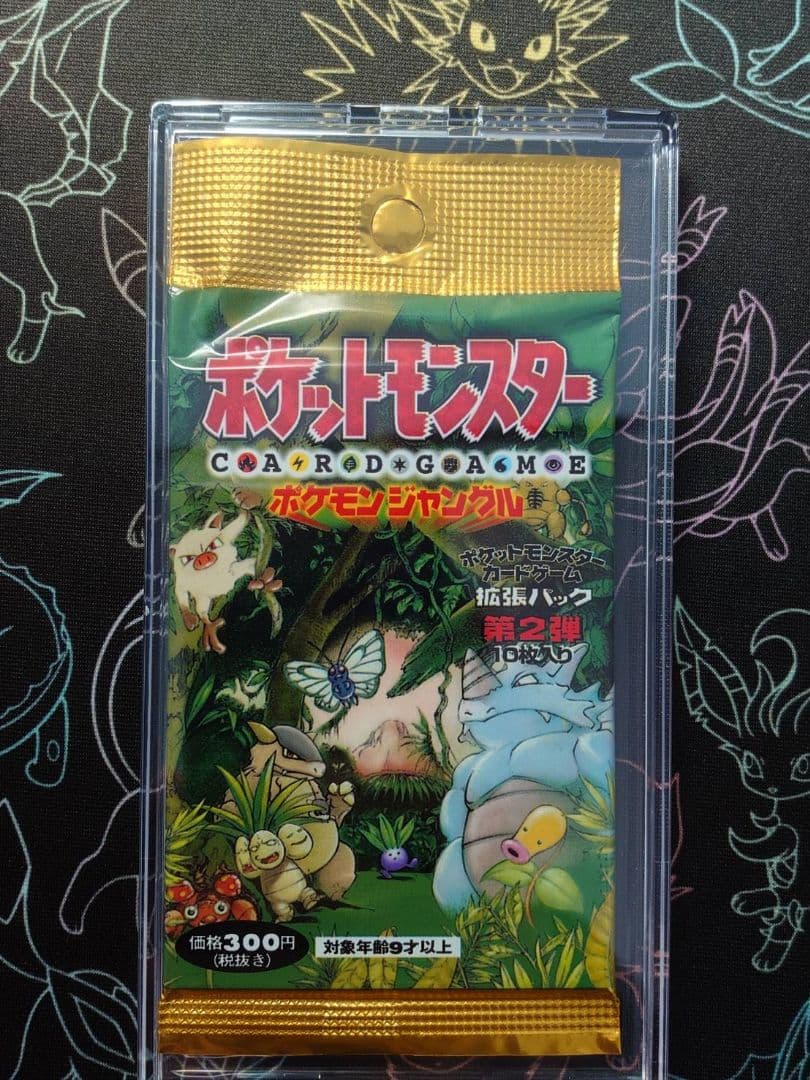 ポケットモンスター
CARDGAME
ポケモンジャングル
ポケットモンスター
カードゲーム
拡張パック
第2弾
10枚入り
価格300円
(税抜き)
対象年齢9才以上